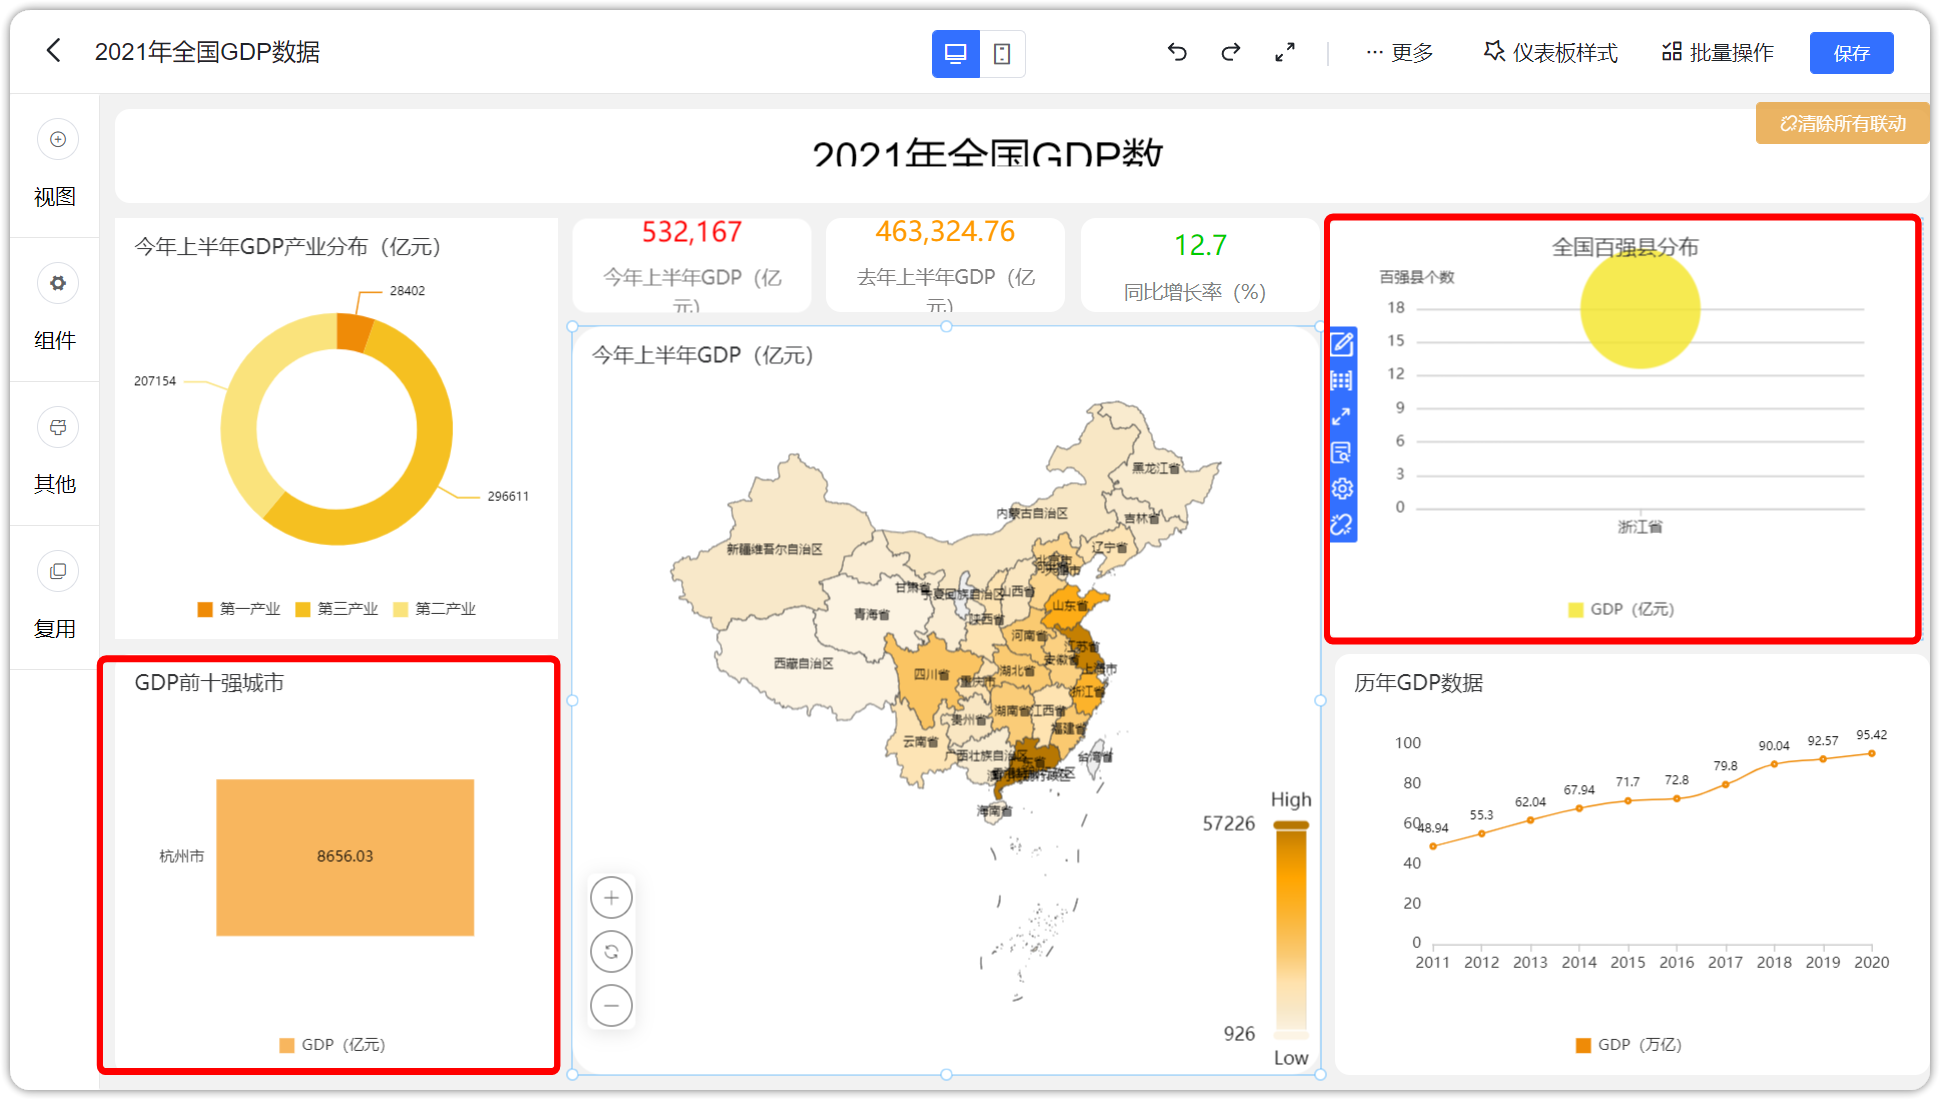 2021年全国GDP数据
更多
仪表板样式
批量操作
保存
清除所有联动
视图
组件
其他
复用
2021年全国GDP数
今年上半年GDP产业分布（亿元）
28402
207154
296611
第一产业
第三产业
第二产业
532,167
今年上半年GDP（亿
元）
463,324.76
去年上半年GDP（亿
元）
12.7
同比增长率（%）
全国百强县分布
百强县个数
18
15
12
9
6
3
0
浙江省
GDP（亿元）
今年上半年GDP（亿元）
黑龙江省
内蒙古自治区
吉林省
新疆维吾尔自治区
辽宁省
北京市
甘肃省
宁夏回族自治区
山西省
青海省
山东省
陕西省
河南省
江苏省
西藏自治区
安徽省
上海市
四川省
湖北省
重庆市
浙江省
湖南省
江西省
贵州省
福建省
云南省
广西壮族自治区
台湾省
海南省
High
57226
926
Low
GDP前十强城市
杭州市
8656.03
GDP（亿元）
历年GDP数据
100
80
60
40
20
0
48.94
55.3
62.04
67.94
71.7
72.8
79.8
90.04
92.57
95.42
2011
2012
2013
2014
2015
2016
2017
2018
2019
2020
GDP（万亿）